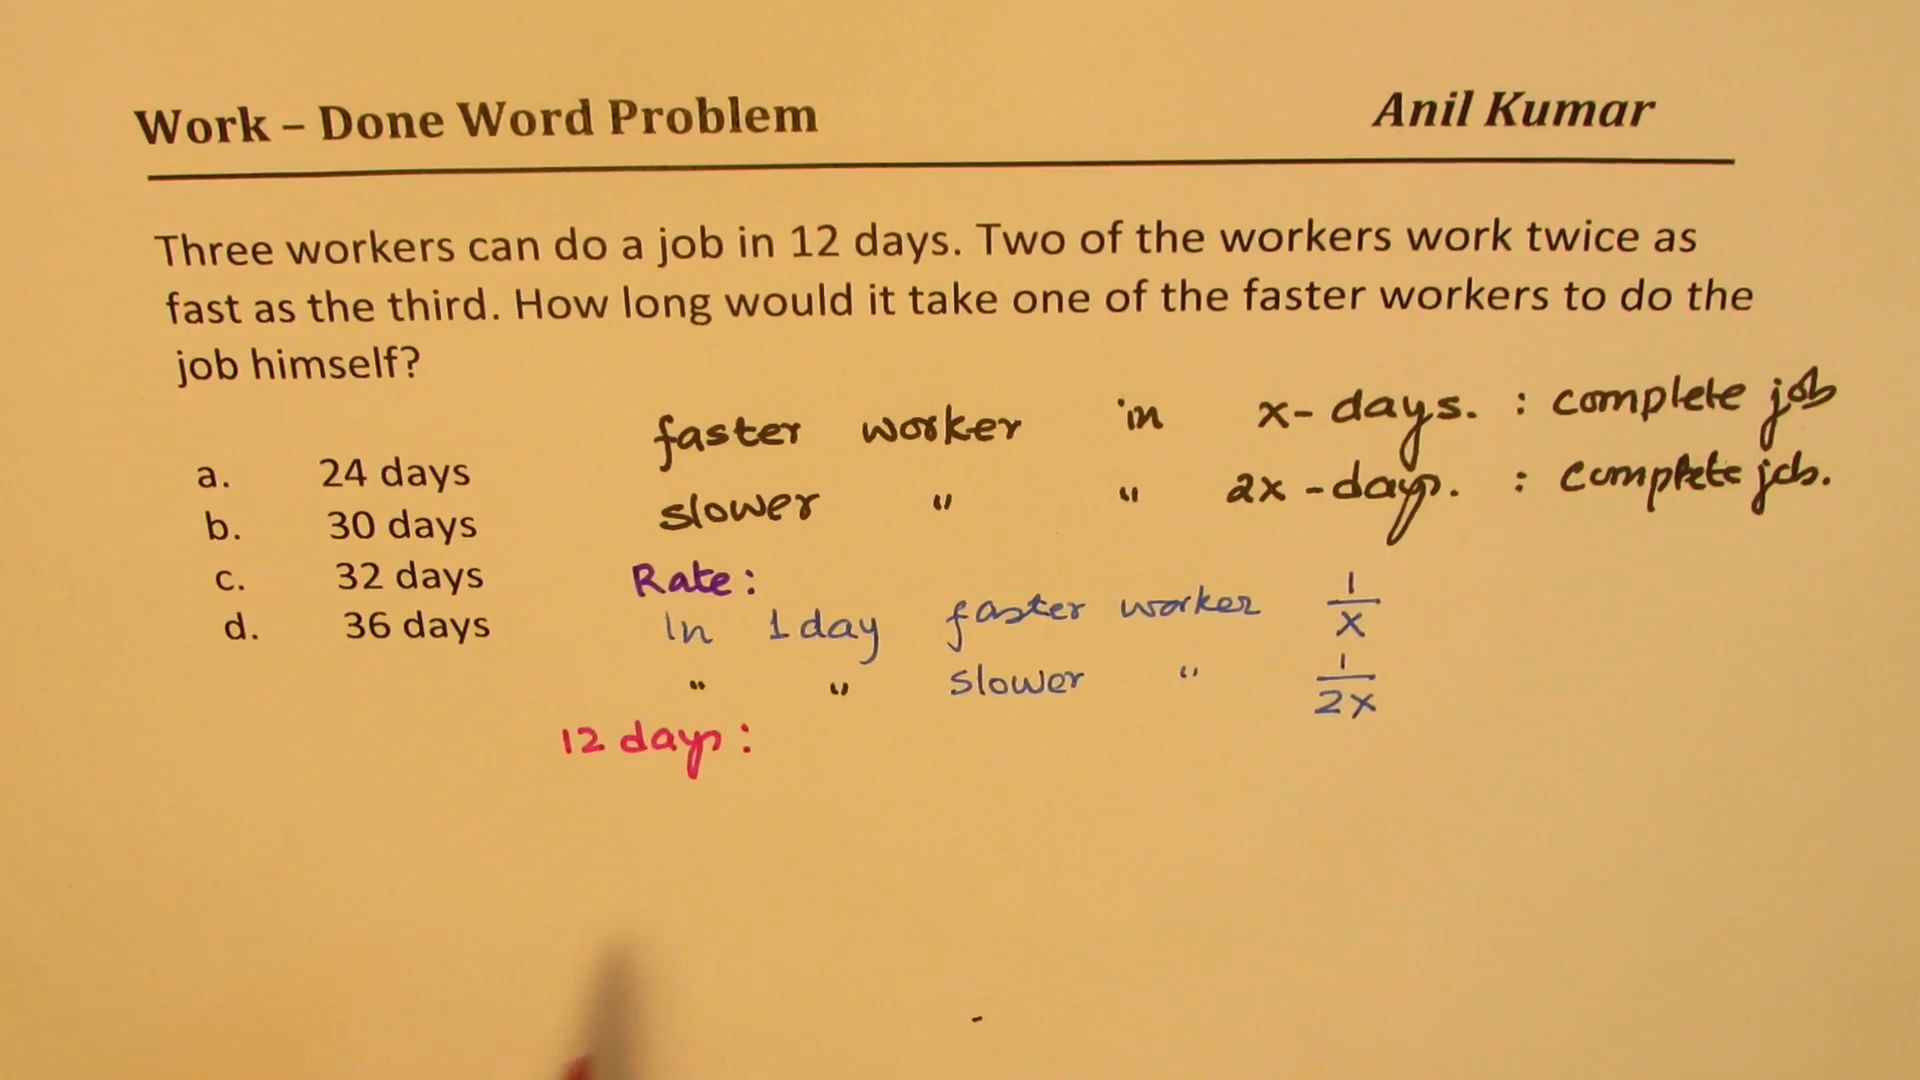 Work – Done Word Problem
Anil Kumar
Three workers can do a job in 12 days. Two of the workers work twice as
fast as the third. How long would it take one of the faster workers to do the
job himself?
a. 24 days
b. 30 days
c. 32 days
d. 36 days
faster worker in x- days. : complete job
slower " " 2x - days. : complete job.
Rate:
In 1 day faster worker 1/x
" " slower " 1/2x
12 days: